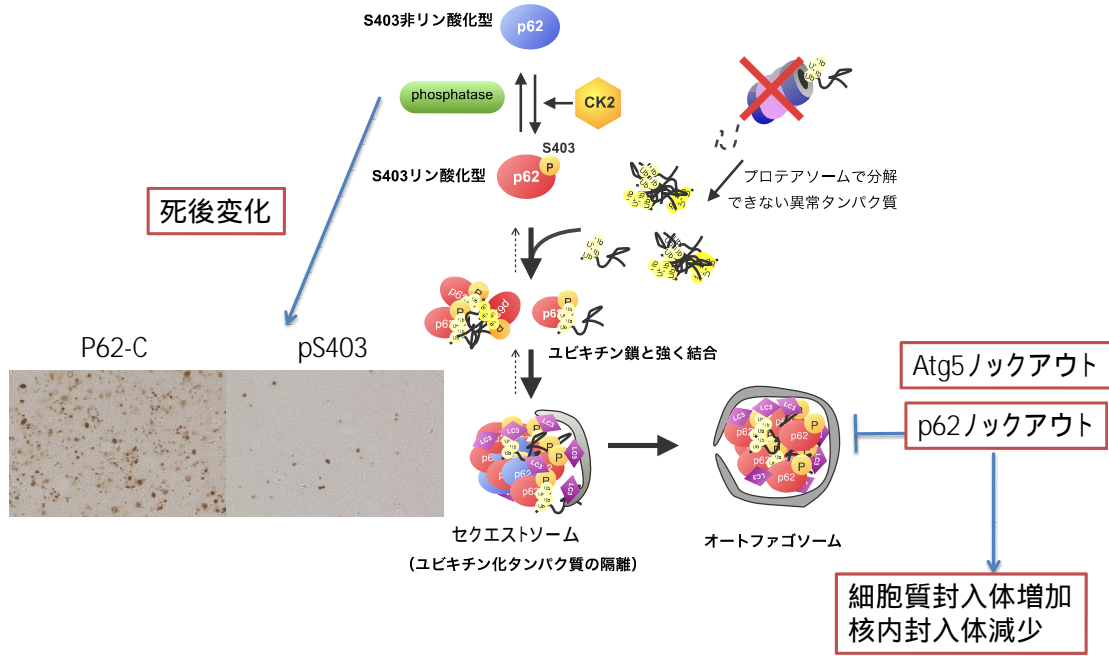 S403非リン酸化型
p62
phosphatase
CK2
S403
P
S403リン酸化型
p62
プロテアソームで分解
できない異常タンパク質
死後変化
P62-C
pS403
ユビキチン鎖と強く結合
Atg5ノックアウト
p62ノックアウト
LC3
P
p62
セクエストソーム
(ユビキチン化タンパク質の隔離)
オートファゴソーム
細胞質封入体増加
核内封入体減少